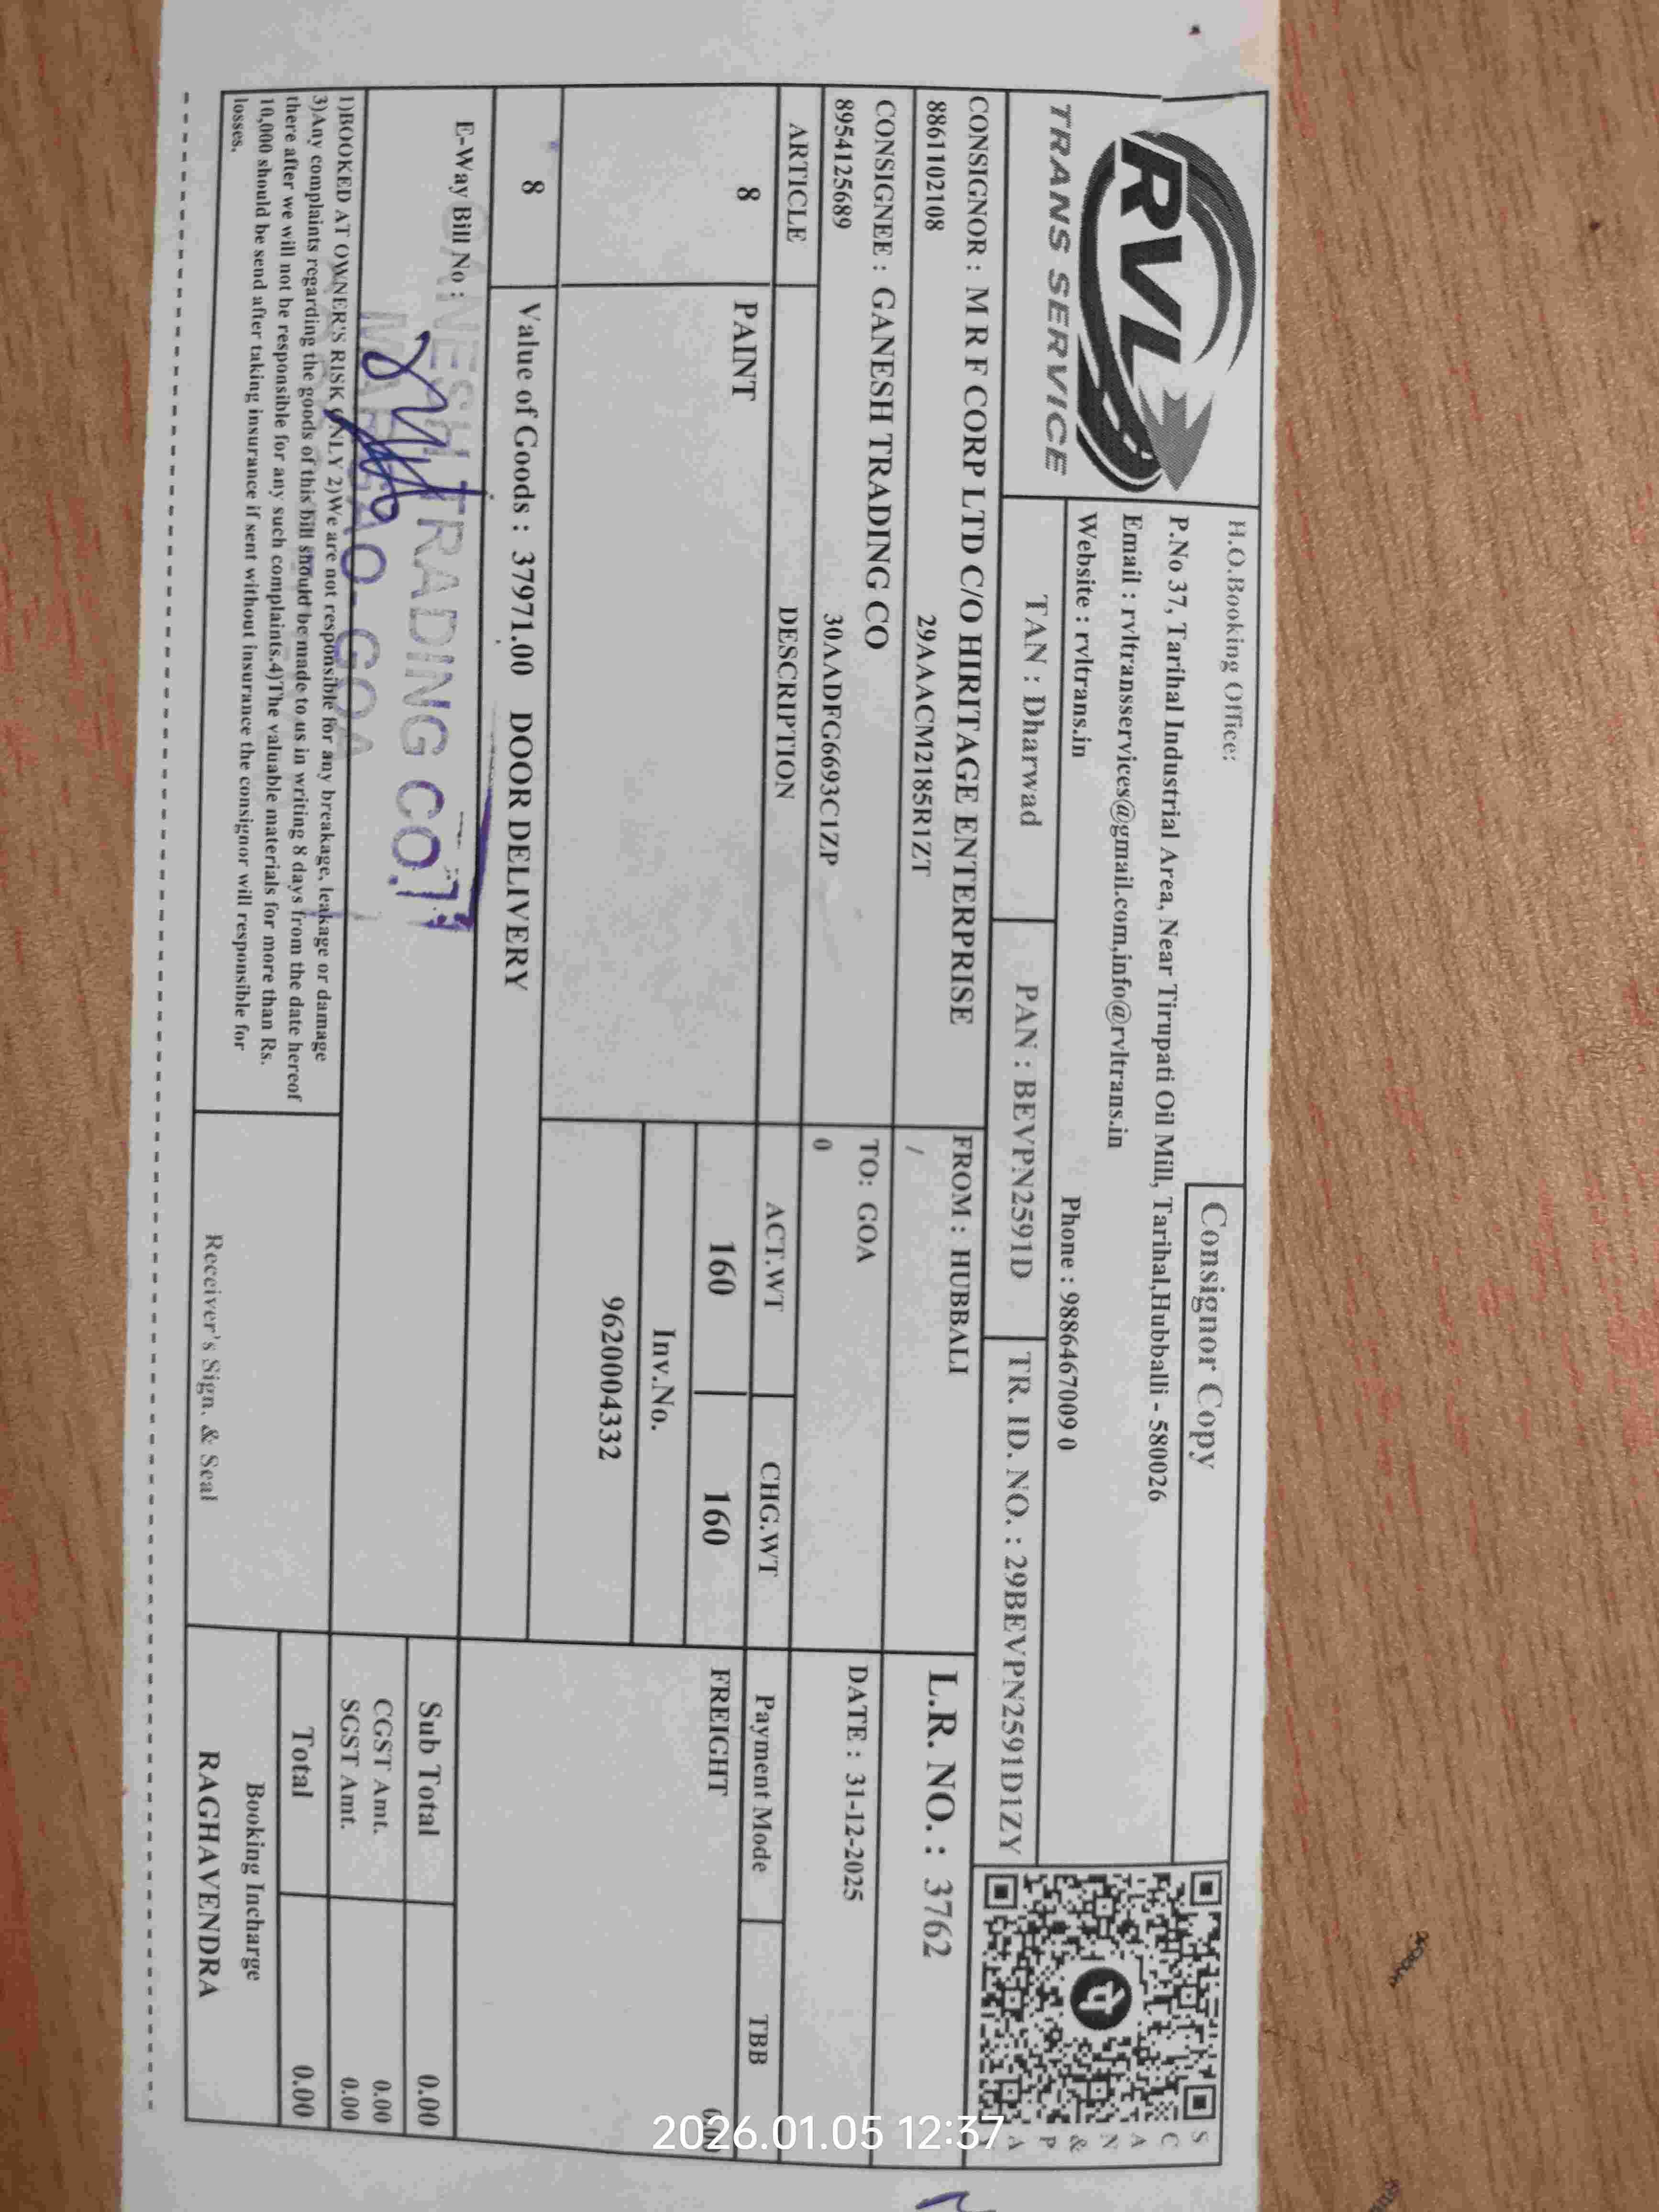 RVL
TRANS SERVICE
H.O.Booking Office:
Consignor Copy
P.No 37, Tarihal Industrial Area, Near Tirupati Oil Mill, Tarihal,Hubballi - 580026
Email : rvltransservices@gmail.com,info@rvltrans.in
Website : rvltrans.in
Phone : 9886467009 0
TAN : Dharwad
PAN : BEVPN2591D
TR. ID. NO. : 29BEVPN2591D1ZY
SCAN & PA
CONSIGNOR : M R F CORP LTD C/O HIRITAGE ENTERPRISE
8861102108 29AAACM2185R1ZT
FROM : HUBBALI
/
L.R. NO. : 3762
CONSIGNEE : GANESH TRADING CO
8954125689 30AADFG6693C1ZP
TO: GOA
0
DATE : 31-12-2025
ARTICLE DESCRIPTION ACT.WT CHG.WT Payment Mode TBB
8 PAINT 160 160 FREIGHT
Inv.No.
9620004332
8 Value of Goods : 37971.00 DOOR DELIVERY
E-Way Bill No :
GANESH TRADING CO.
MARGAO- GOA
Sub Total 0.00
CGST Amt. 0.00
SGST Amt. 0.00
Total 0.00
1)BOOKED AT OWNER'S RISK ONLY 2)We are not responsible for any breakage, leakage or damage
3)Any complaints regarding the goods of this bill should be made to us in writing 8 days from the date hereof
there after we will not be responsible for any such complaints.4)The valuable materials for more than Rs.
10,000 should be send after taking insurance if sent without insurance the consignor will responsible for
losses.
Receiver's Sign. & Seal
Booking Incharge
RAGHAVENDRA
2026.01.05 12:37